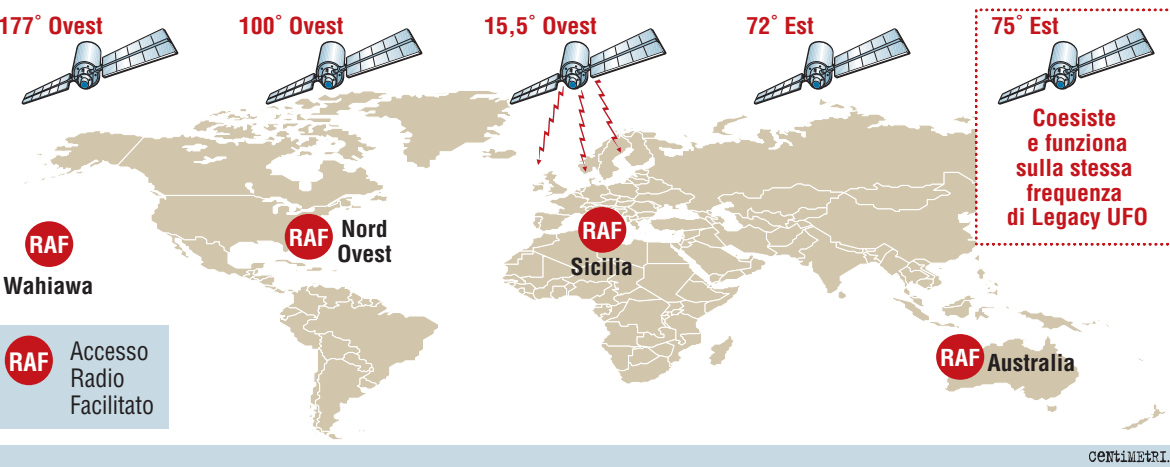 177° Ovest
100° Ovest
15,5° Ovest
72° Est
75° Est
Coesiste
e funziona
sulla stessa
frequenza
di Legacy UFO
RAF
Wahiawa
RAF
Nord
Ovest
RAF
Sicilia
RAF
Australia
RAF
Accesso
Radio
Facilitato
CENTIMETRI.